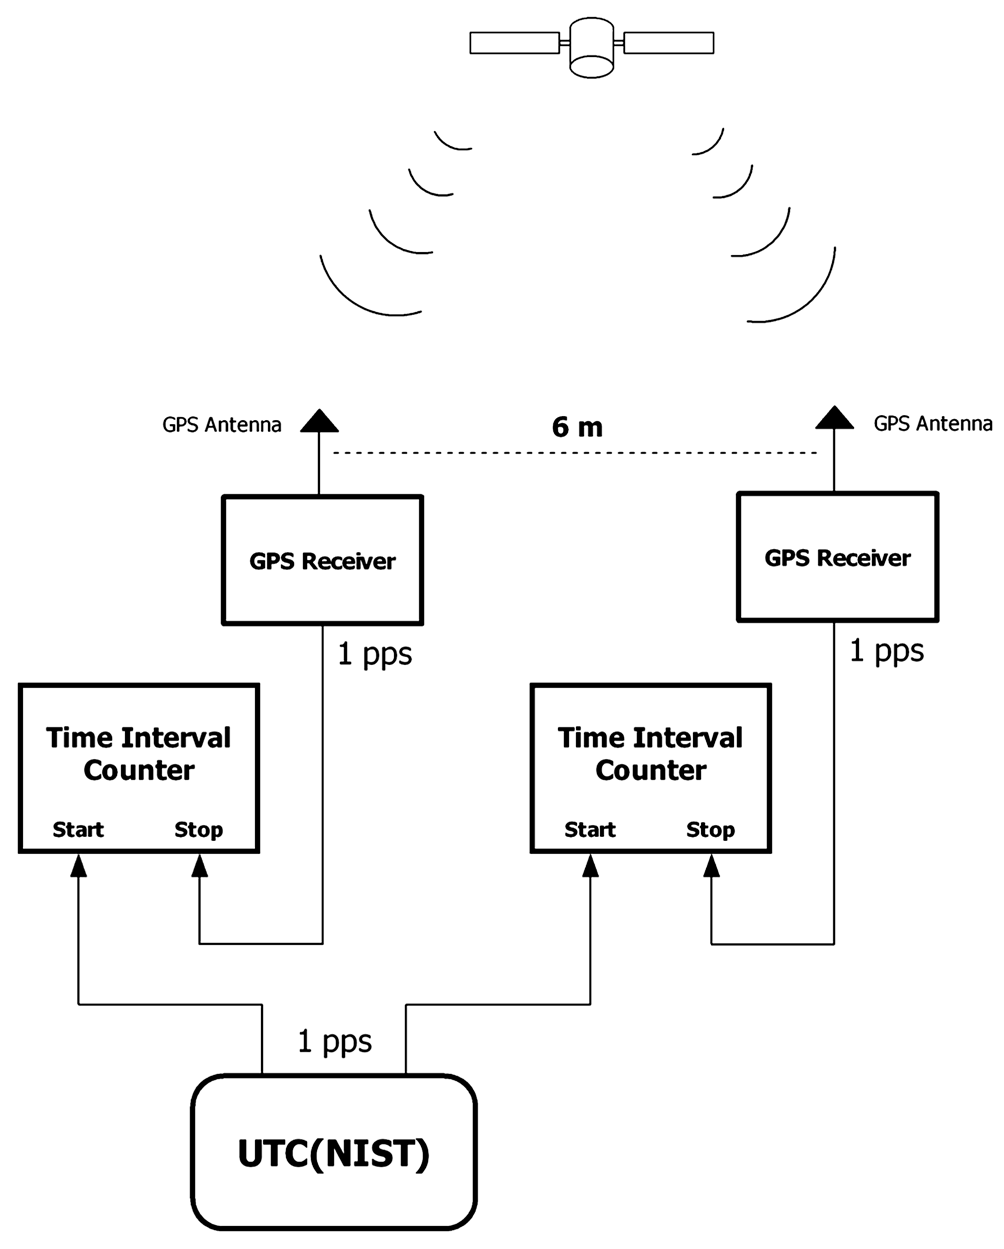 GPS Antenna
6 m
GPS Antenna
GPS Receiver
GPS Receiver
1 pps
1 pps
Time Interval
Counter
Start
Stop
Time Interval
Counter
Start
Stop
1 pps
UTC(NIST)